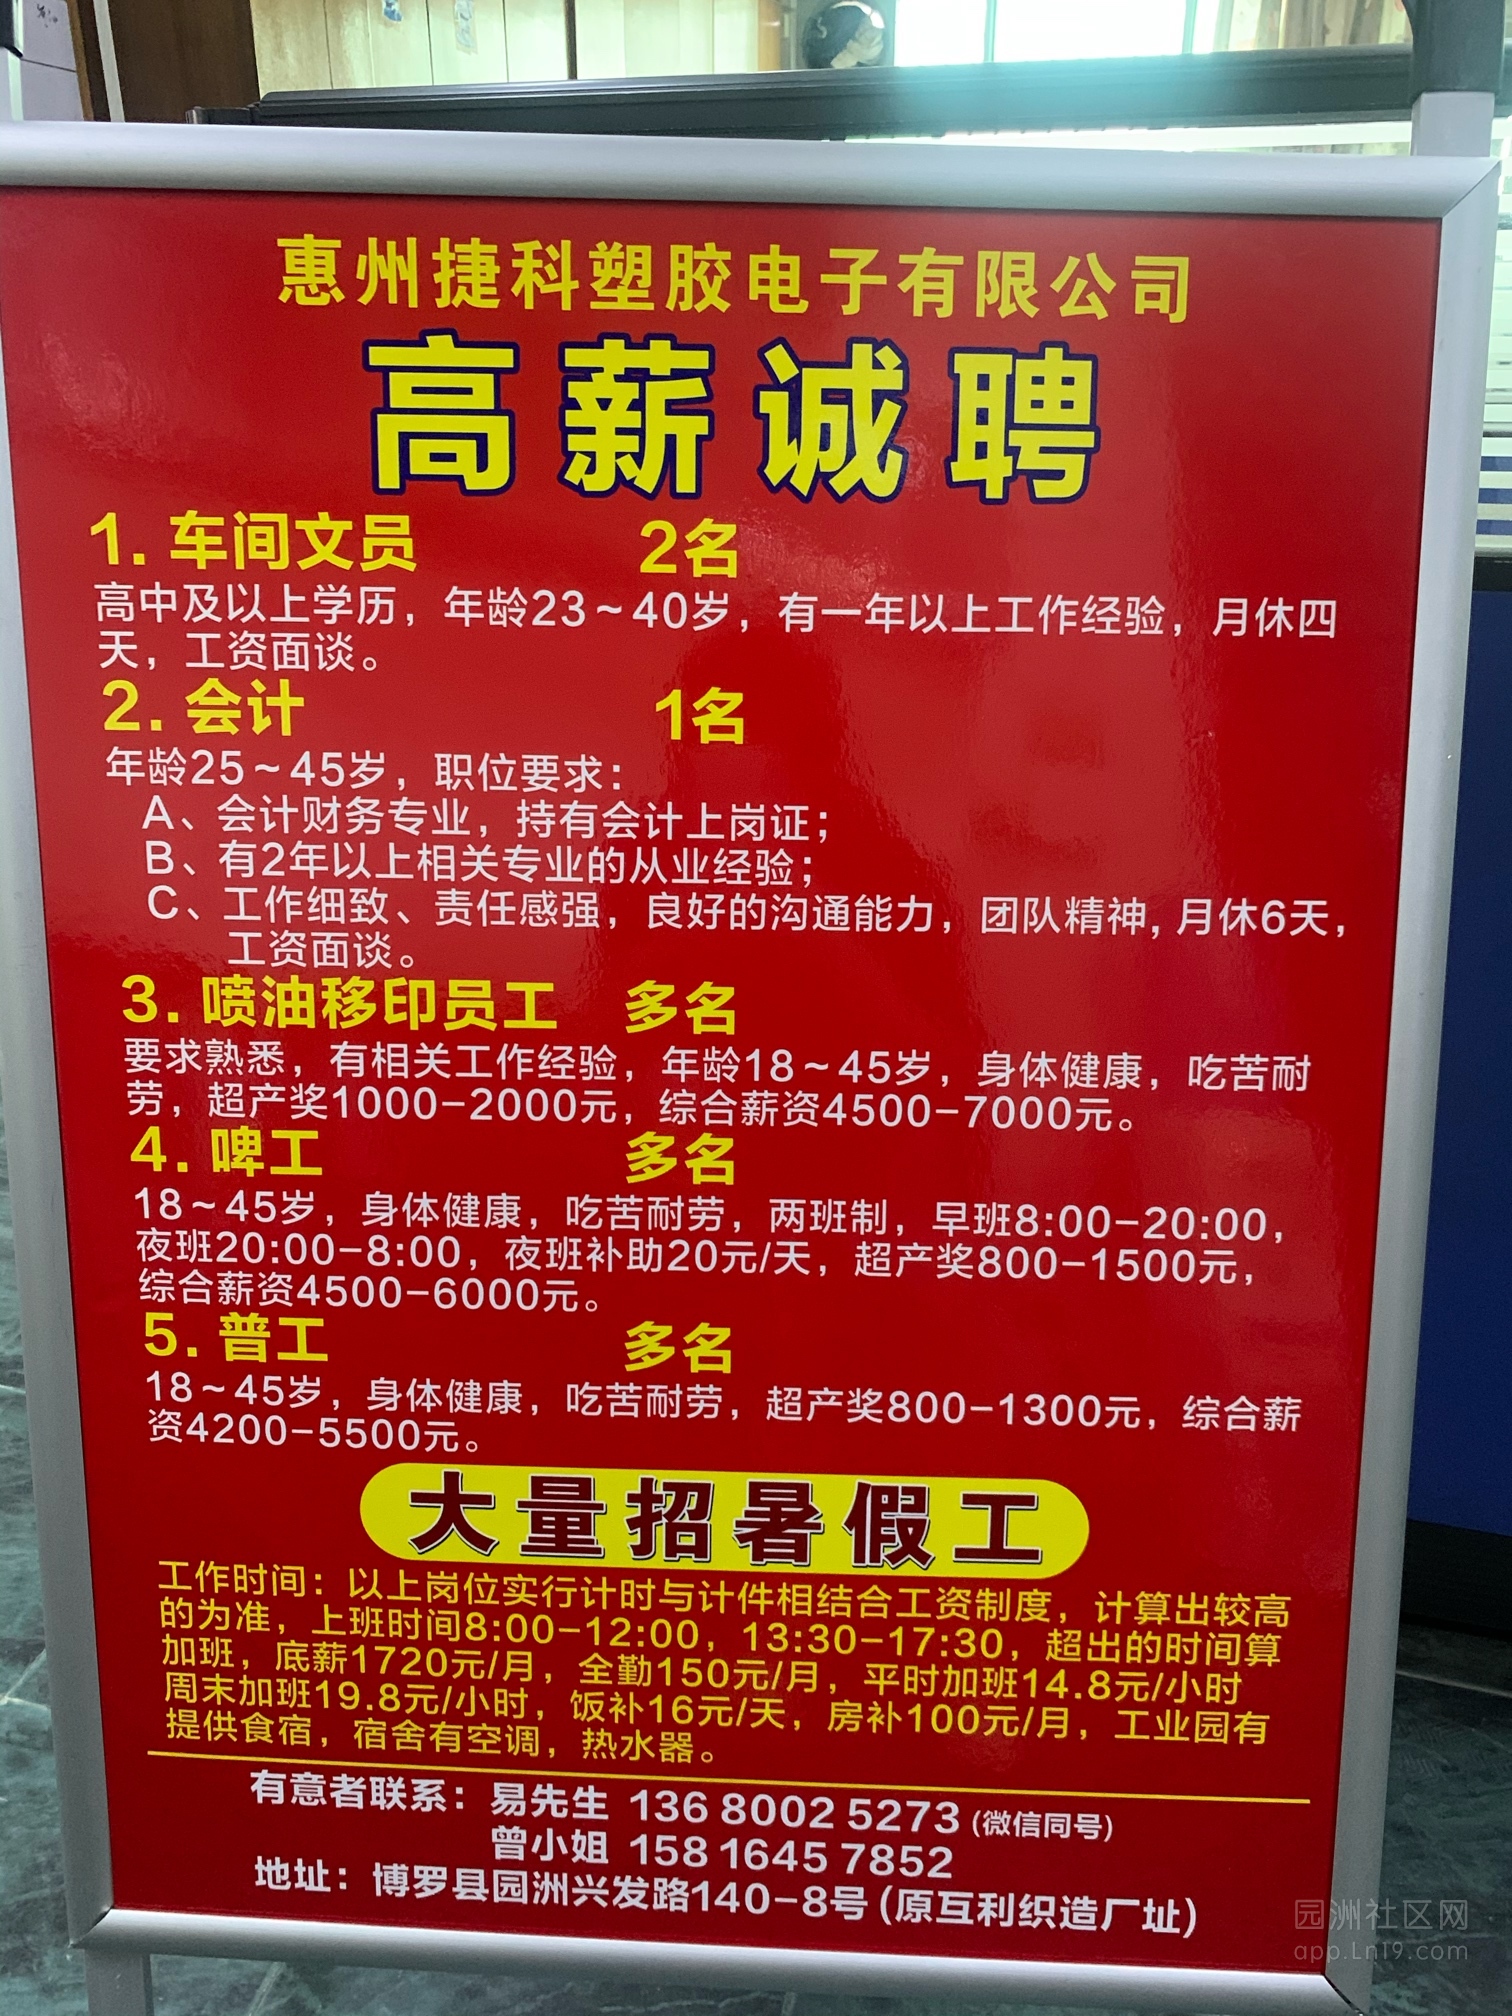 惠州捷科塑胶电子有限公司
高薪诚聘
1.车间文员 2名
高中及以上学历，年龄23~40岁，有一年以上工作经验，月休四
天，工资面谈。
2.会计 1名
年龄25~45岁，职位要求：
A、会计财务专业，持有会计上岗证；
B、有2年以上相关专业的从业经验；
C、工作细致、责任感强，良好的沟通能力，团队精神,月休6天，
工资面谈。
3.喷油移印员工 多名
要求熟悉，有相关工作经验，年龄18~45岁，身体健康，吃苦耐
劳，超产奖1000-2000元，综合薪资4500-7000元。
4.啤工 多名
18~45岁，身体健康，吃苦耐劳，两班制，早班8:00-20:00，
夜班20:00-8:00，夜班补助20元/天，超产奖800-1500元，
综合薪资4500-6000元。
5.普工 多名
18~45岁，身体健康，吃苦耐劳，超产奖800-1300元，综合薪
资4200-5500元。
大量招暑假工
工作时间：以上岗位实行计时与计件相结合工资制度，计算出较高
的为准，上班时间8:00-12:00，13:30-17:30，超出的时间算
加班，底薪1720元/月，全勤150元/月，平时加班14.8元/小时
周末加班19.8元/小时，饭补16元/天，房补100元/月，工业园有
提供食宿，宿舍有空调，热水器。
有意者联系：易先生 136 8002 5273 (微信同号)
曾小姐 158 1645 7852
地址：博罗县园洲兴发路140-8号(原互利织造厂址)
园洲社区网
app.Ln19.com